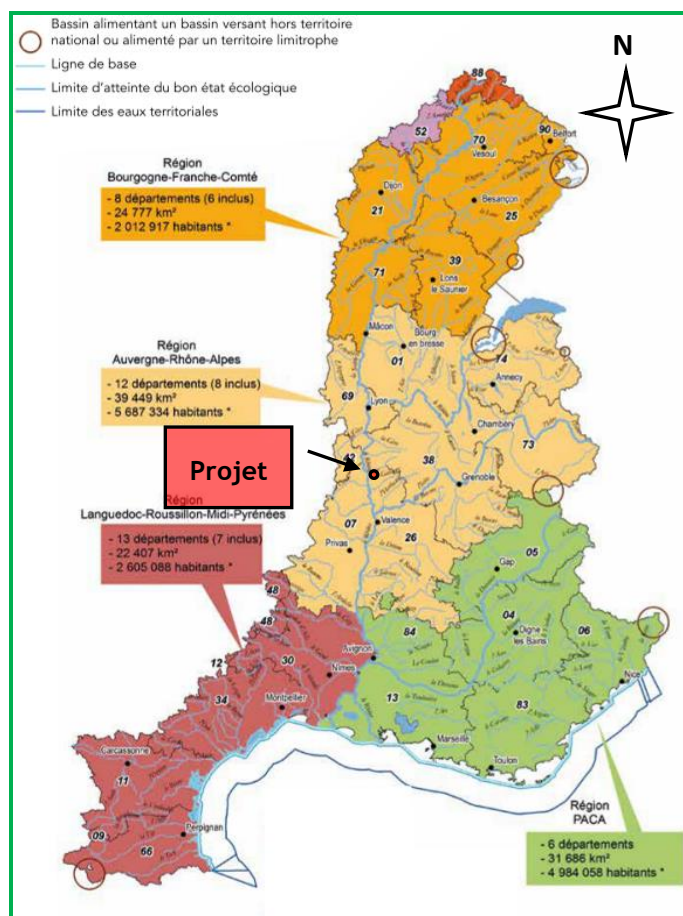 Bassin alimentant un bassin versant hors territoire
national ou alimenté par un territoire limitrophe
Ligne de base
Limite d'atteinte du bon état écologique
Limite des eaux territoriales
N
88
52
70
Vesoul
90
Belfort
Région
Bourgogne-Franche-Comté
- 8 départements (6 inclus)
- 24 777 km²
- 2 012 917 habitants *
Dijon
21
Besançon
25
39
71
Lons
le Saunier
Mâcon
Bourg
en bresse
01
74
Annecy
Région
Auvergne-Rhône-Alpes
- 12 départements (8 inclus)
- 39 449 km²
- 5 687 334 habitants *
69
Lyon
Chambéry
73
42
38
Projet
Grenoble
Région
Languedoc-Roussillon-Midi-Pyrénées
- 13 départements (7 inclus)
- 22 407 km²
- 2 605 088 habitants *
07
Valence
Privas
26
05
Gap
48
48
04
Digne
les Bains
06
84
12
30
Avignon
Nîmes
Nice
34
Montpellier
13
83
Marseille
Toulon
Carcassonne
11
09
66
Perpignan
Région
PACA
- 6 départements
- 31 686 km²
- 4 984 058 habitants *